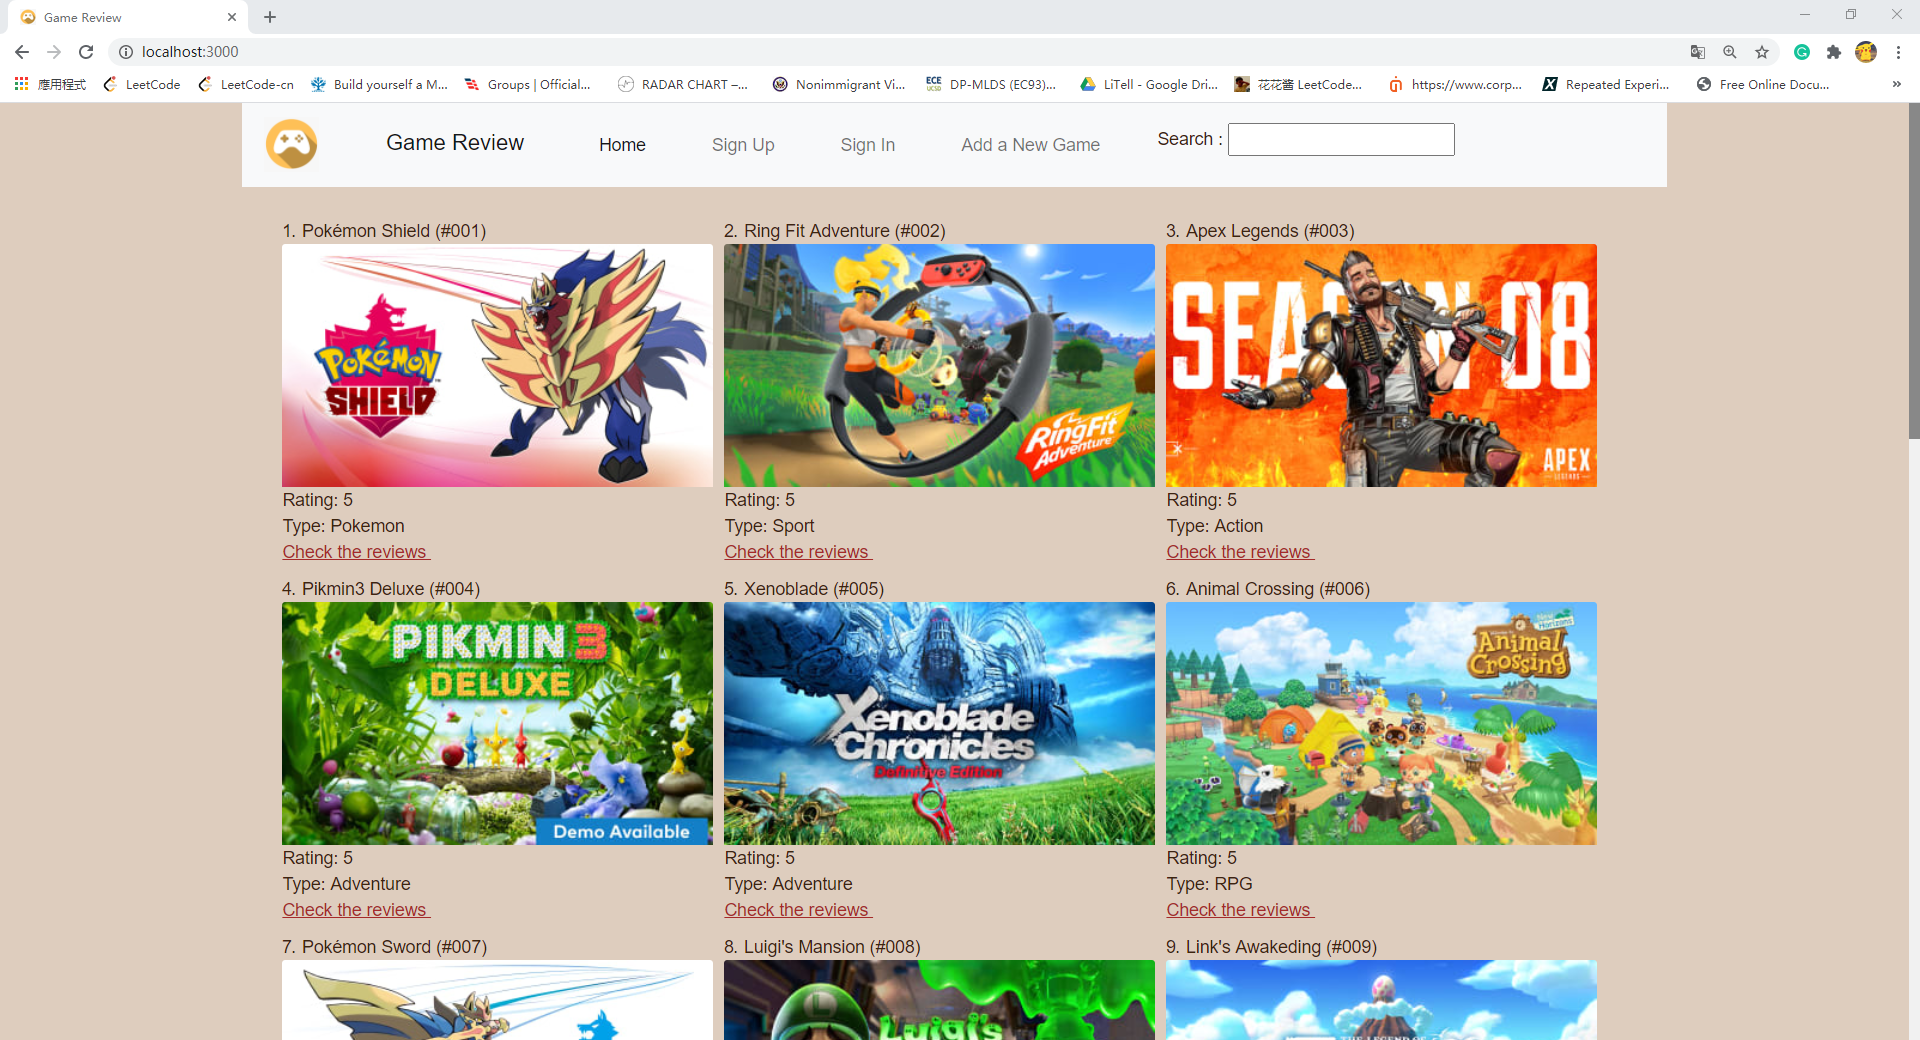 Game Review
localhost:3000
應用程式 LeetCode LeetCode-cn Build yourself a M... Groups | Official... RADAR CHART –... Nonimmigrant Vi... ECE UCSD DP-MLDS (EC93)... LiTell - Google Dri... 花花酱 LeetCode... https://www.corp... Repeated Experi... Free Online Docu... »
Game Review Home Sign Up Sign In Add a New Game Search :
1. Pokémon Shield (#001) 2. Ring Fit Adventure (#002) 3. Apex Legends (#003)
POKéMON
SHIELD
RingFit
Adventure
SEASON 08
APEX
LEGENDS
Rating: 5 Rating: 5 Rating: 5
Type: Pokemon Type: Sport Type: Action
Check the reviews Check the reviews Check the reviews
4. Pikmin3 Deluxe (#004) 5. Xenoblade (#005) 6. Animal Crossing (#006)
PIKMIN 3
DELUXE
Demo Available
Xenoblade
Chronicles
Definitive Edition
New Horizons
Animal
Crossing
Rating: 5 Rating: 5 Rating: 5
Type: Adventure Type: Adventure Type: RPG
Check the reviews Check the reviews Check the reviews
7. Pokémon Sword (#007) 8. Luigi's Mansion (#008) 9. Link's Awakeding (#009)
L
Luigi's
THE LEGEND OF